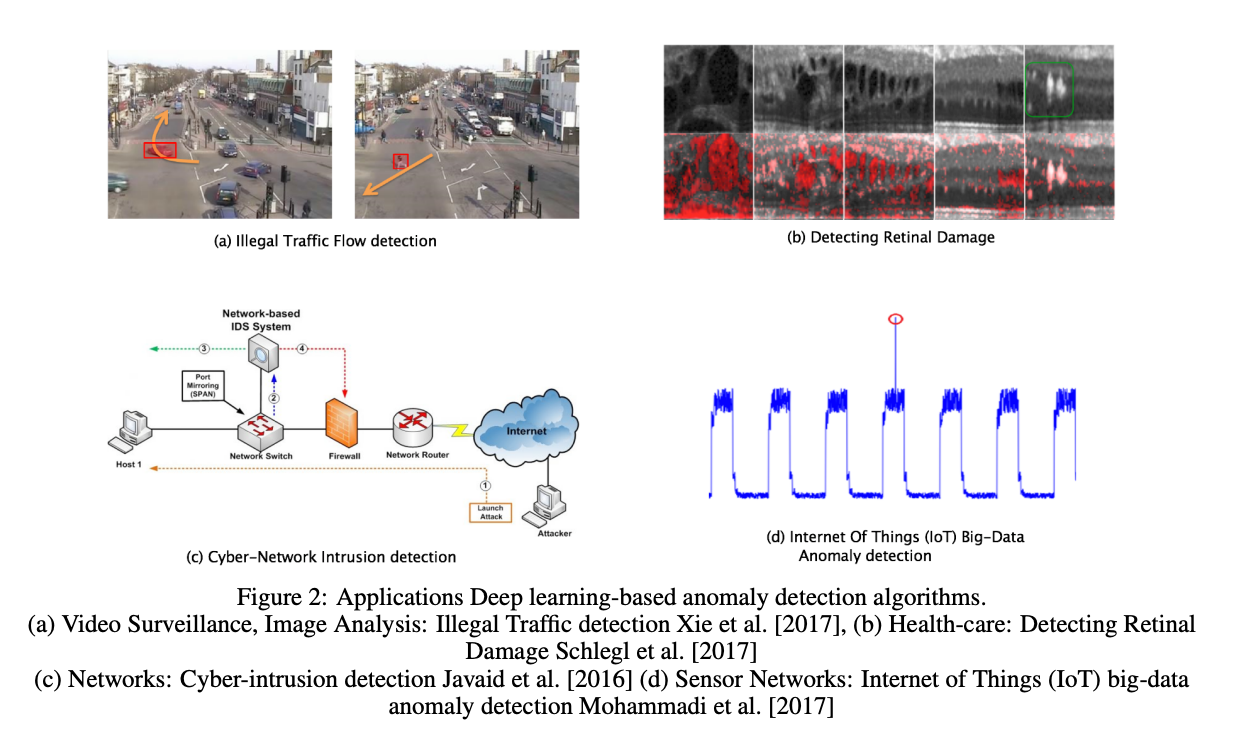 (a) Illegal Traffic Flow detection
(b) Detecting Retinal Damage
Network-based
IDS System
3
4
Port
Mirroring
(SPAN)
2
Host 1
Network Switch
Firewall
Network Router
Internet
1
Launch
Attack
Attacker
(c) Cyber-Network Intrusion detection
(d) Internet Of Things (IoT) Big-Data
Anomaly detection
Figure 2: Applications Deep learning-based anomaly detection algorithms.
(a) Video Surveillance, Image Analysis: Illegal Traffic detection Xie et al. [2017], (b) Health-care: Detecting Retinal
Damage Schlegl et al. [2017]
(c) Networks: Cyber-intrusion detection Javaid et al. [2016] (d) Sensor Networks: Internet of Things (IoT) big-data
anomaly detection Mohammadi et al. [2017]